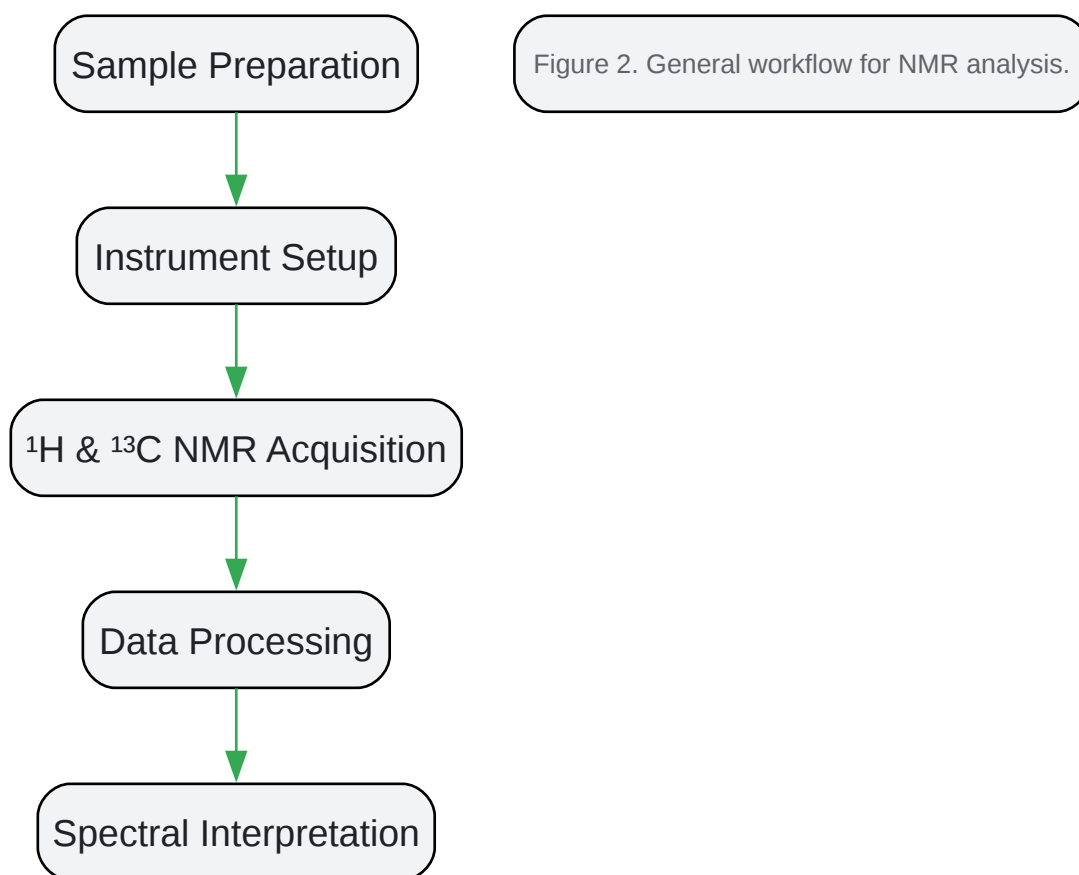 Sample Preparation
Figure 2. General workflow for NMR analysis.
Instrument Setup
¹H & ¹³C NMR Acquisition
Data Processing
Spectral Interpretation